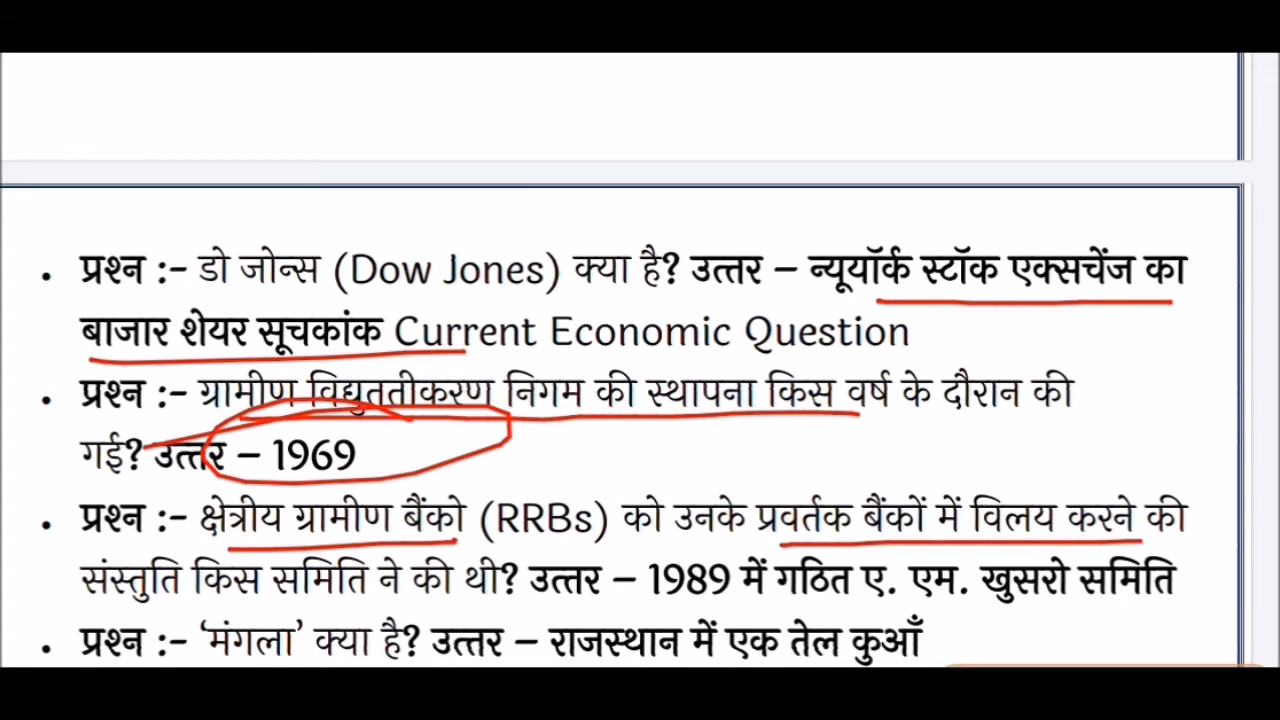 • प्रश्न :- डो जोन्स (Dow Jones) क्या है? उत्तर – न्यूयॉर्क स्टॉक एक्सचेंज का
बाजार शेयर सूचकांक Current Economic Question
• प्रश्न :- ग्रामीण विद्युततीकरण निगम की स्थापना किस वर्ष के दौरान की
गई? उत्तर – 1969
• प्रश्न :- क्षेत्रीय ग्रामीण बैंको (RRBs) को उनके प्रवर्तक बैंकों में विलय करने की
संस्तुति किस समिति ने की थी? उत्तर – 1989 में गठित ए. एम. खुसरो समिति
• प्रश्न :- ‘मंगला’ क्या है? उत्तर – राजस्थान में एक तेल कुआँ